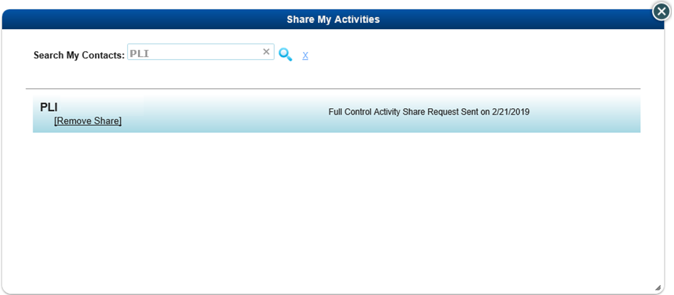 Share My Activities
Search My Contacts: PLI X
PLI
Full Control Activity Share Request Sent on 2/21/2019
[Remove Share]